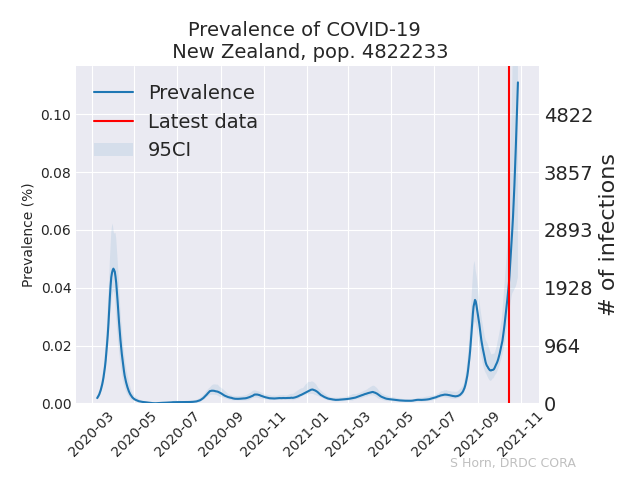 Prevalence of COVID-19
New Zealand, pop. 4822233
Prevalence
Latest data
95CI
Prevalence (%)
0.10
0.08
0.06
0.04
0.02
0.00
4822
3857
2893
1928
964
0
# of infections
2020-03
2020-05
2020-07
2020-09
2020-11
2021-01
2021-03
2021-05
2021-07
2021-09
2021-11
S Horn, DRDC CORA